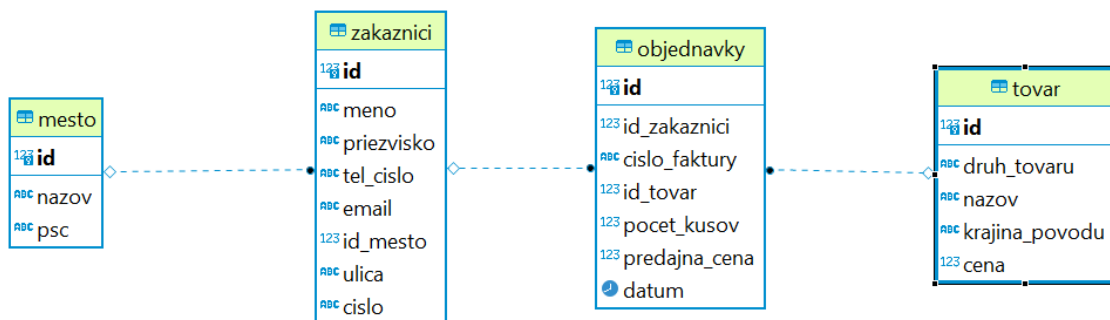 mesto
id
nazov
psc
zakaznici
id
meno
priezvisko
tel_cislo
email
id_mesto
ulica
cislo
objednavky
id
id_zakaznici
cislo_faktury
id_tovar
pocet_kusov
predajna_cena
datum
tovar
id
druh_tovaru
nazov
krajina_povodu
cena